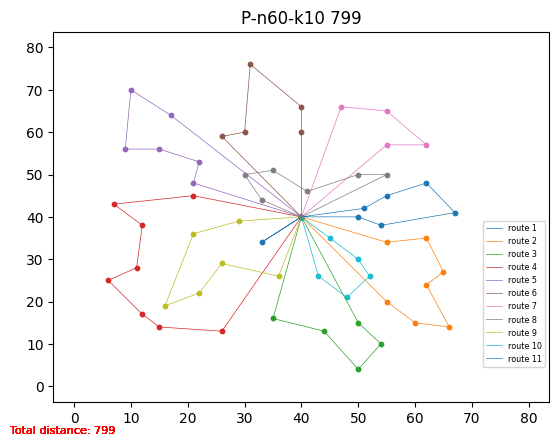 P-n60-k10 799
80
70
60
50
40
30
20
10
0
route 1
route 2
route 3
route 4
route 5
route 6
route 7
route 8
route 9
route 10
route 11
0 10 20 30 40 50 60 70 80
Total distance: 799